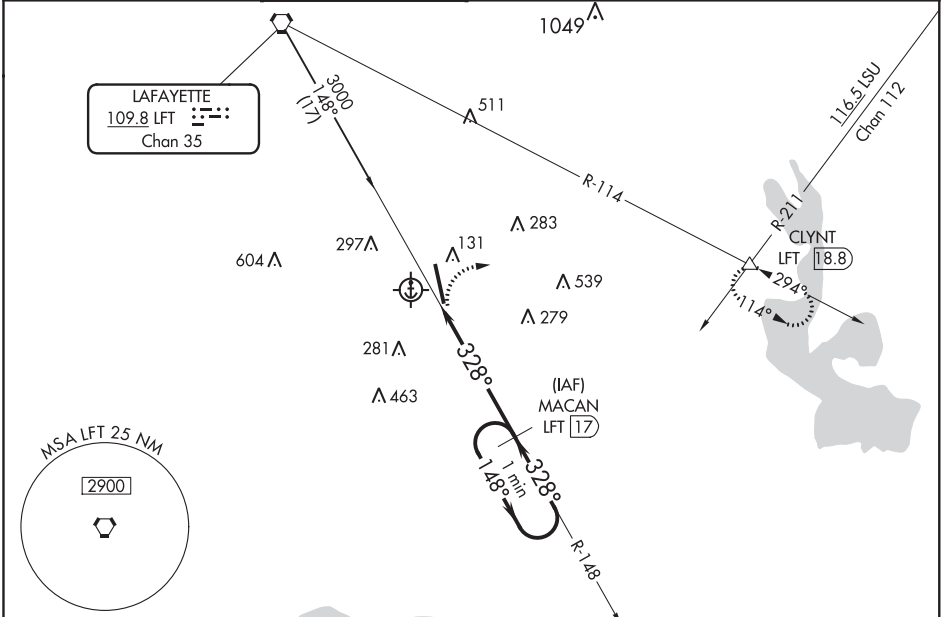 1049
LAFAYETTE
109.8 LFT
Chan 35
3000
148°
(17)
511
116.5 LSU
Chan 112
R-114
R-211
CLYNT
LFT 18.8
294°
114°
283
297
131
604
539
279
281
328°
463
(IAF)
MACAN
LFT 17
1 min
148°
328°
R-148
MSA LFT 25 NM
2900